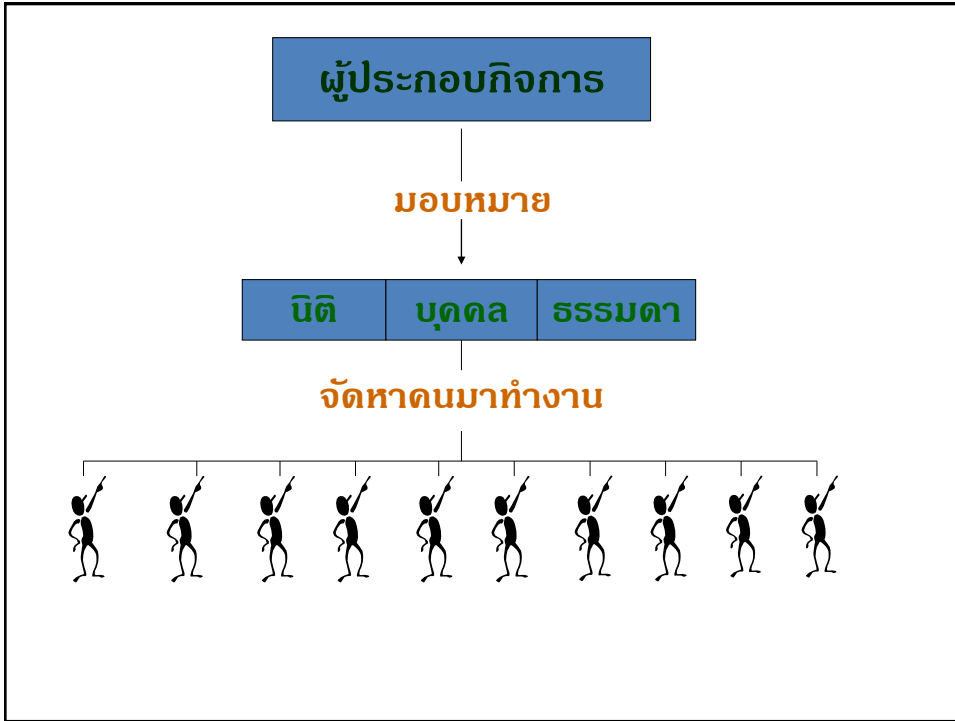 ผู้ประกอบกิจการ
มอบหมาย
นิติ บุคคล ธรรมดา
จัดหาคนมาทำงาน